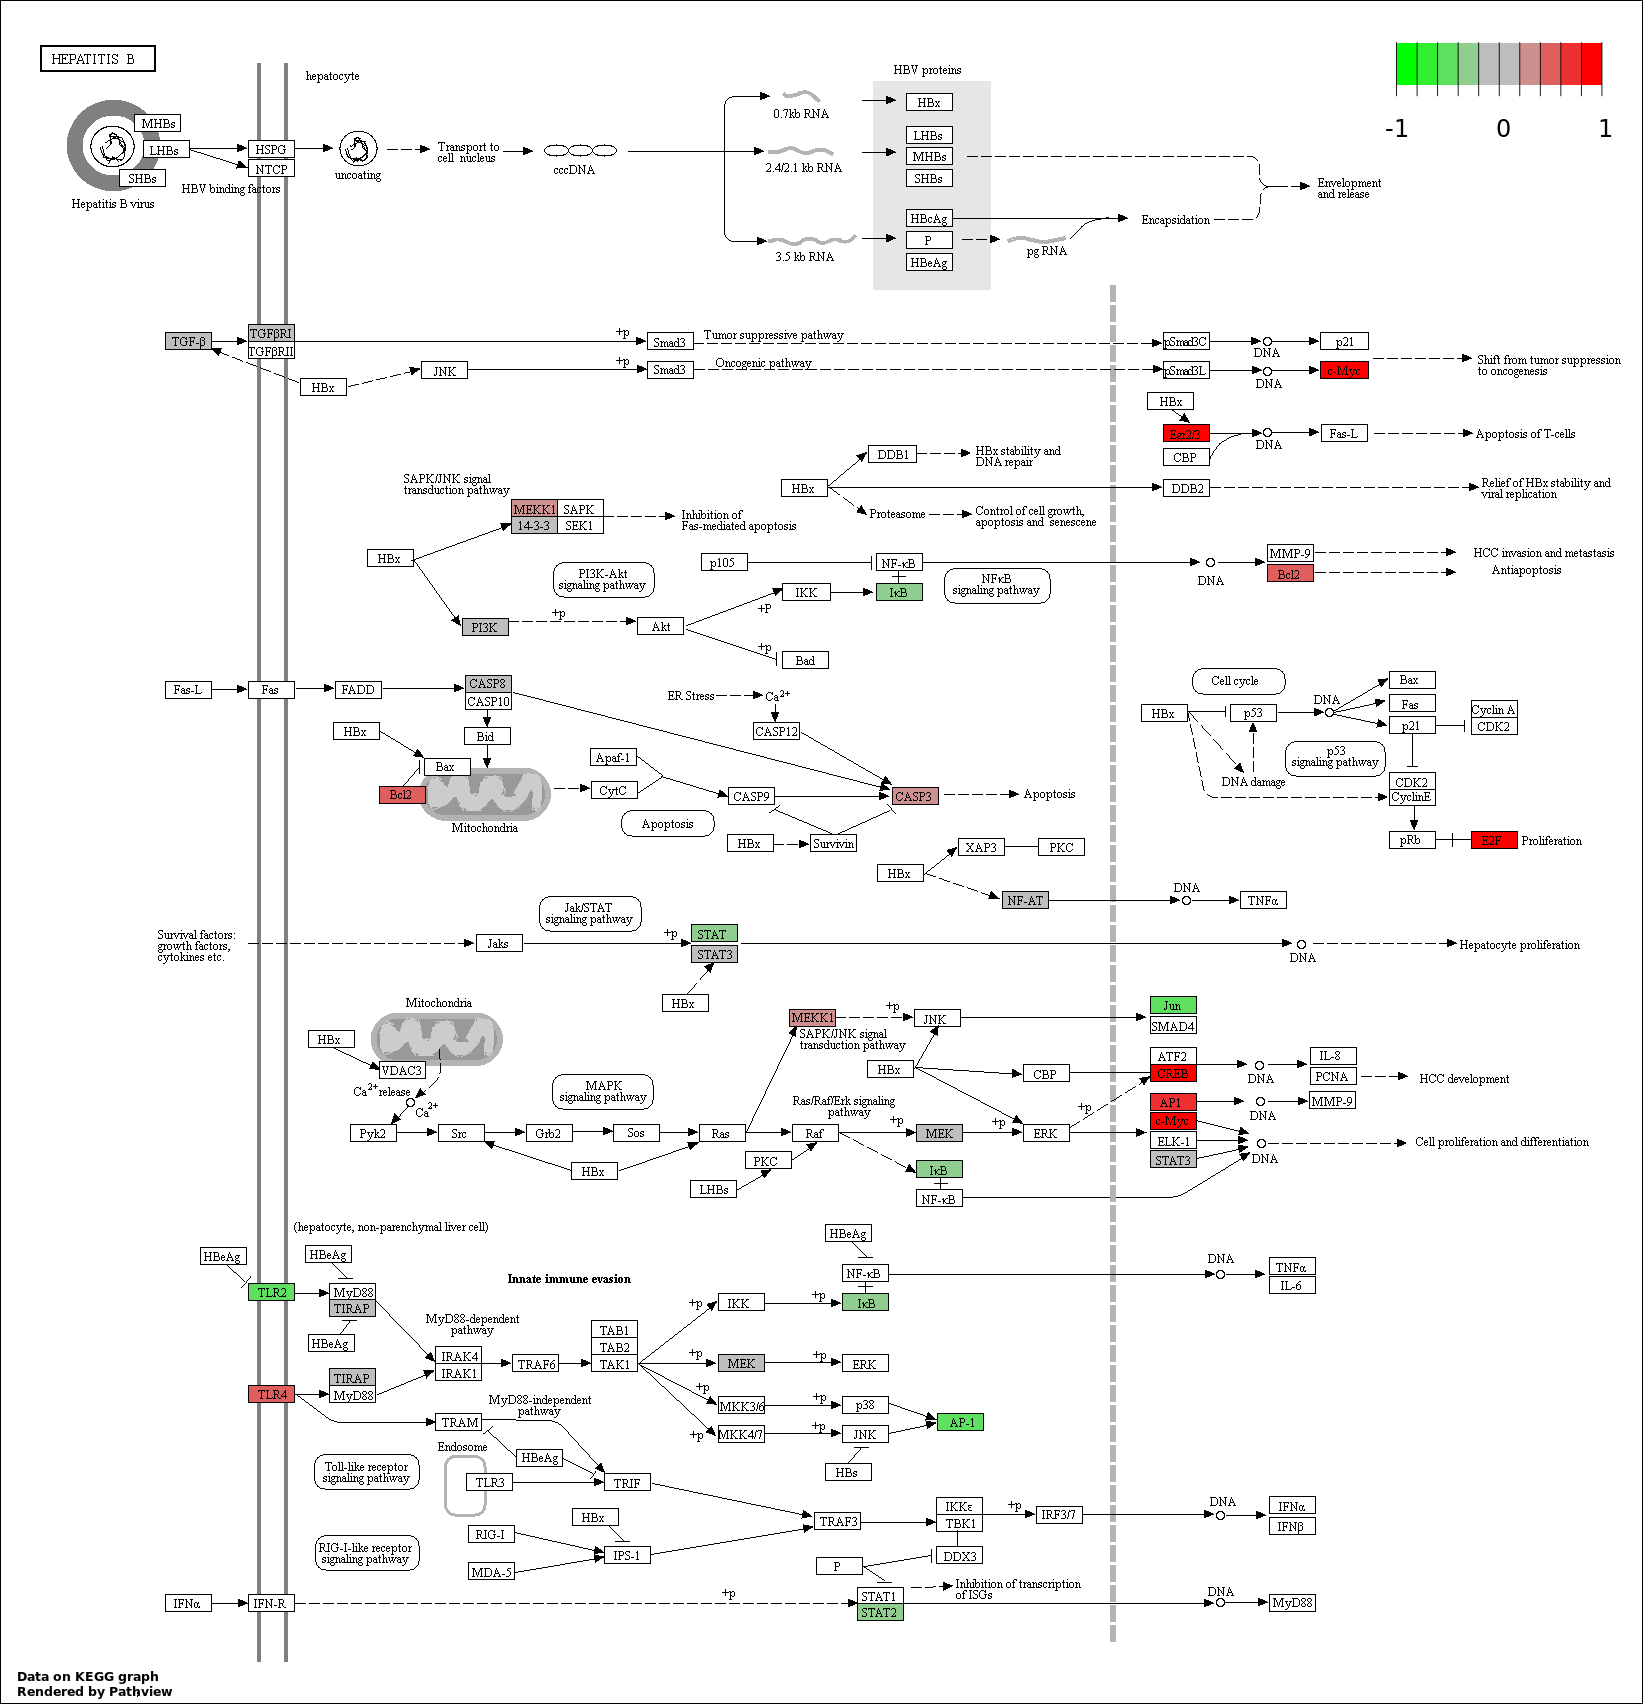 HEPATITIS B
hepatocyte
-1
0
1
HBV proteins
MHBs
LHBs
SHBs
Hepatitis B virus
HSPG
NTCP
HBV binding factors
uncoating
Transport to
cell nucleus
cccDNA
0.7kb RNA
2.4/2.1 kb RNA
3.5 kb RNA
HBx
LHBs
MHBs
SHBs
HBcAg
P
HBeAg
pg RNA
Encapsidation
Envelopment
and release
TGF-β
TGFβRI
TGFβRII
+p
Smad3
Tumor suppressive pathway
pSmad3C
DNA
p21
HBx
JNK
+p
Smad3
Oncogenic pathway
pSmad3L
DNA
c-Myc
Shift from tumor suppression
to oncogenesis
HBx
Egr2/3
CBP
DNA
Fas-L
Apoptosis of T-cells
HBx
DDB1
HBx stability and
DNA repair
DDB2
Relief of HBx stability and
viral replication
Proteasome
Control of cell growth,
apoptosis and senescene
SAPK/JNK signal
transduction pathway
MEKK1
SAPK
14-3-3
SEK1
Inhibition of
Fas-mediated apoptosis
HBx
PI3K-Akt
signaling pathway
p105
NF-κB
NFκB
signaling pathway
DNA
MMP-9
Bcl2
HCC invasion and metastasis
Antiapoptosis
IKK
IκB
+P
PI3K
+p
Akt
+p
Bad
Fas-L
Fas
FADD
CASP8
CASP10
ER Stress
Ca2+
CASP12
HBx
Bid
Bax
Bcl2
Mitochondria
Apaf-1
CytC
CASP9
CASP3
Apoptosis
Apoptosis
HBx
Survivin
Cell cycle
HBx
p53
DNA
Bax
Fas
p21
Cyclin A
CDK2
p53
signaling pathway
DNA damage
CDK2
CyclinE
pRb
E2F
Proliferation
HBx
XAP3
PKC
NF-AT
DNA
TNFα
Jak/STAT
signaling pathway
Survival factors:
growth factors,
cytokines etc.
Jaks
+p
STAT
STAT3
HBx
DNA
Hepatocyte proliferation
Mitochondria
HBx
VDAC3
Ca2+ release
Ca2+
MAPK
signaling pathway
MEKK1
+p
JNK
SAPK/JNK signal
transduction pathway
Jun
SMAD4
HBx
CBP
ATF2
CREB
DNA
IL-8
PCNA
HCC development
Ras/Raf/Erk signaling
pathway
+p
AP1
DNA
MMP-9
Pyk2
Src
Grb2
Sos
Ras
Raf
+p
MEK
+p
ERK
c-Myc
ELK-1
STAT3
DNA
Cell proliferation and differentiation
HBx
PKC
LHBs
IκB
NF-κB
(hepatocyte, non-parenchymal liver cell)
HBeAg
HBeAg
TLR2
MyD88
TIRAP
HBeAg
Innate immune evasion
HBeAg
NF-κB
DNA
TNFα
IL-6
+p
IKK
+p
IκB
MyD88-dependent
pathway
TAB1
TAB2
TAK1
IRAK4
IRAK1
TRAF6
+p
MEK
+p
ERK
TIRAP
MyD88
TLR4
+p
MKK3/6
+p
p38
AP-1
+p
MKK4/7
+p
JNK
HBs
MyD88-independent
pathway
TRAM
Endosome
HBeAg
TLR3
TRIF
Toll-like receptor
signaling pathway
RIG-I
HBx
IPS-1
MDA-5
RIG-I-like receptor
signaling pathway
TRAF3
IKKε
TBK1
DDX3
+p
IRF3/7
DNA
IFNα
IFNβ
P
Inhibition of transcription
of ISGs
IFNα
IFN-R
+p
STAT1
STAT2
DNA
MyD88
Data on KEGG graph
Rendered by Pathview